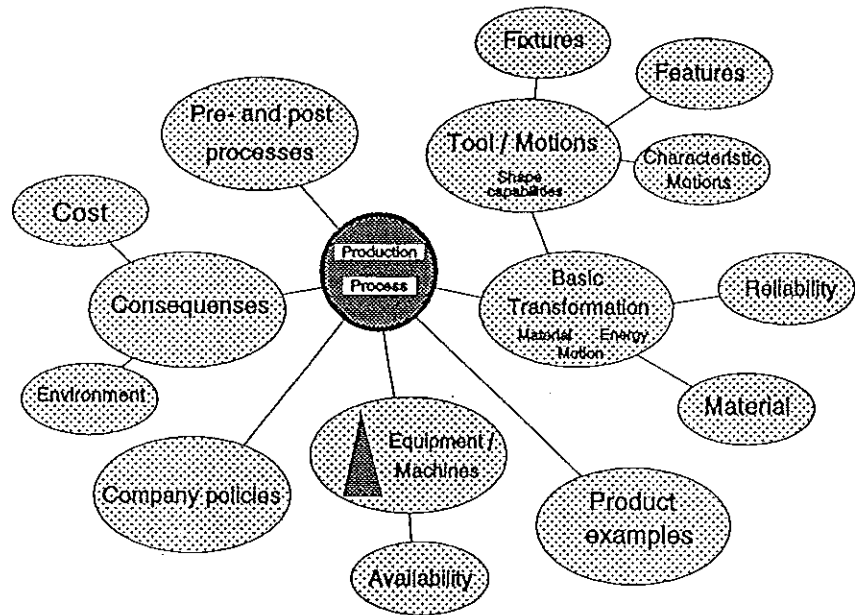 Fixtures
Features
Pre- and post
processes
Tool / Motions
Shape
capabilities
Characteristic
Motions
Cost
Production
Process
Consequenses
Basic
Transformation
Material Energy
Motion
Reliability
Environment
Material
Company policies
Equipment /
Machines
Product
examples
Availability